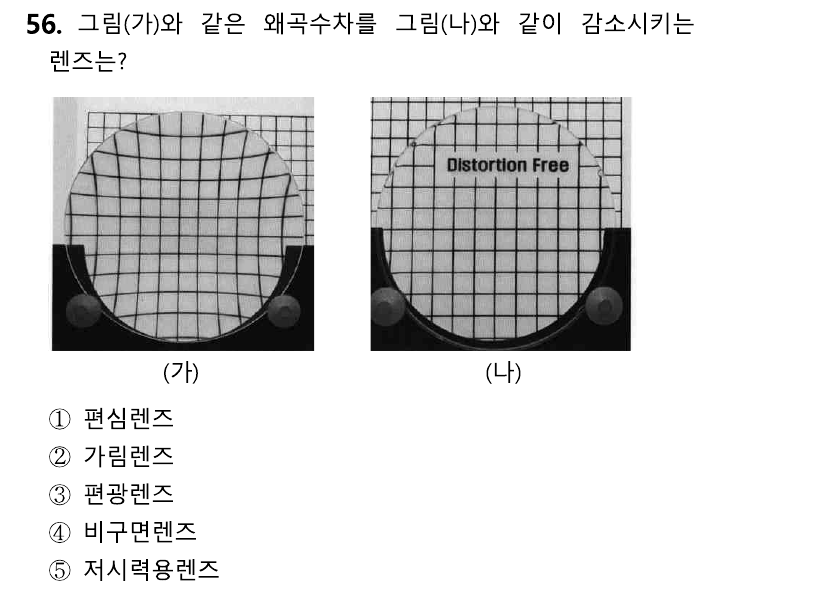 56. 그림(가)와 같은 왜곡수차를 그림(나)와 같이 감소시키는
렌즈는?
Distortion Free
(가)
(나)
① 편심렌즈
② 가림렌즈
③ 편광렌즈
④ 비구면렌즈
⑤ 저시력용렌즈